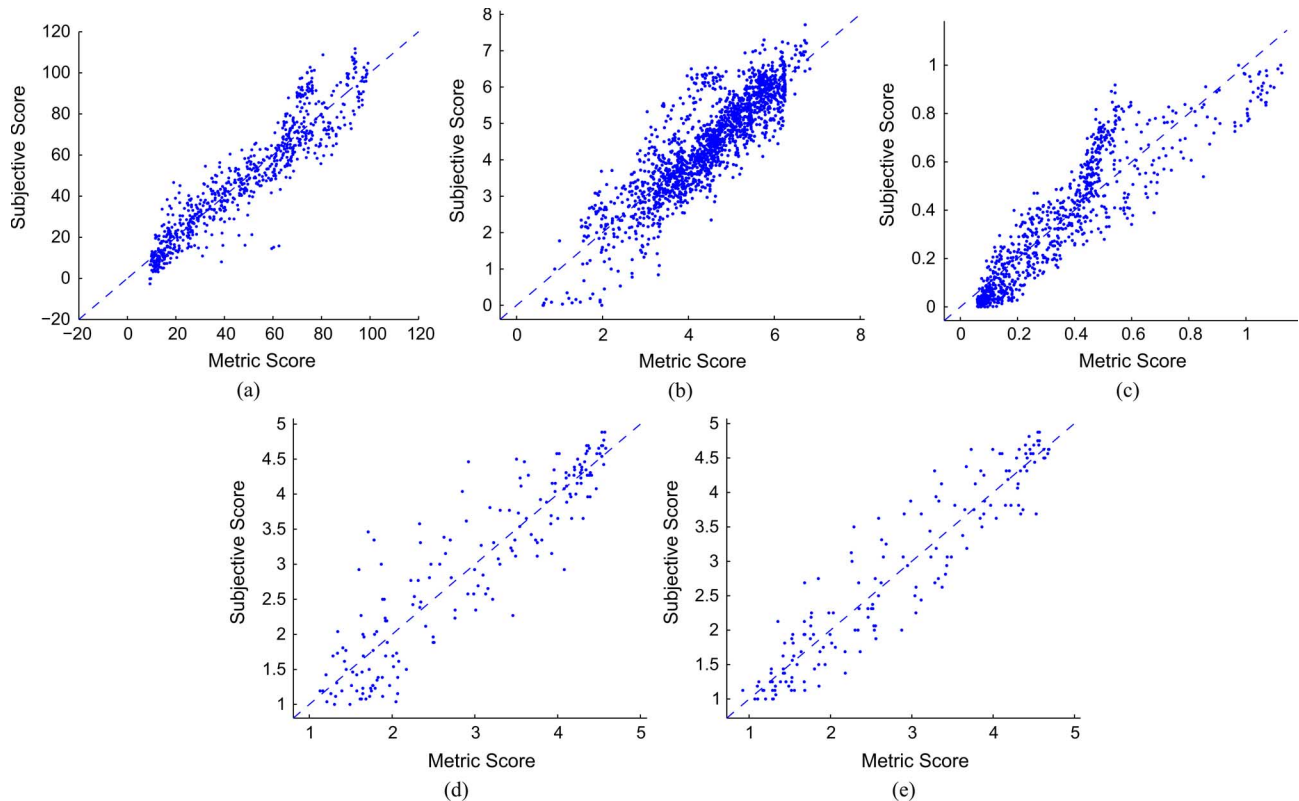 120
100
80
60
40
20
0
−20
−20 0 20 40 60 80 100 120
Subjective Score
Metric Score
(a)
8
7
6
5
4
3
2
1
0
0 2 4 6 8
Subjective Score
Metric Score
(b)
1
0.8
0.6
0.4
0.2
0
0 0.2 0.4 0.6 0.8 1
Subjective Score
Metric Score
(c)
5
4.5
4
3.5
3
2.5
2
1.5
1
1 2 3 4 5
Subjective Score
Metric Score
(d)
5
4.5
4
3.5
3
2.5
2
1.5
1
1 2 3 4 5
Subjective Score
Metric Score
(e)